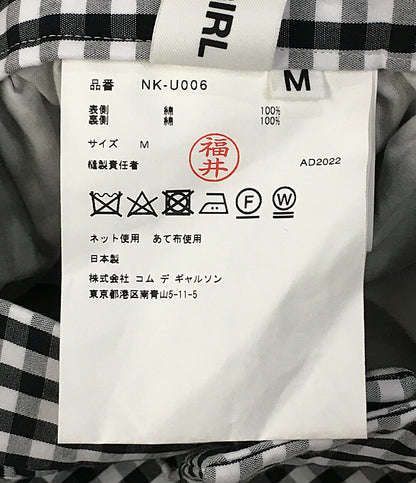 GIRL
M
品番 NK-U006
表側 綿 100%
裏側 綿 100%
サイズ M
縫製責任者 福井 AD2022
F W
ネット使用 あて布使用
日本製
株式会社 コム デ ギャルソン
東京都港区南青山5-11-5